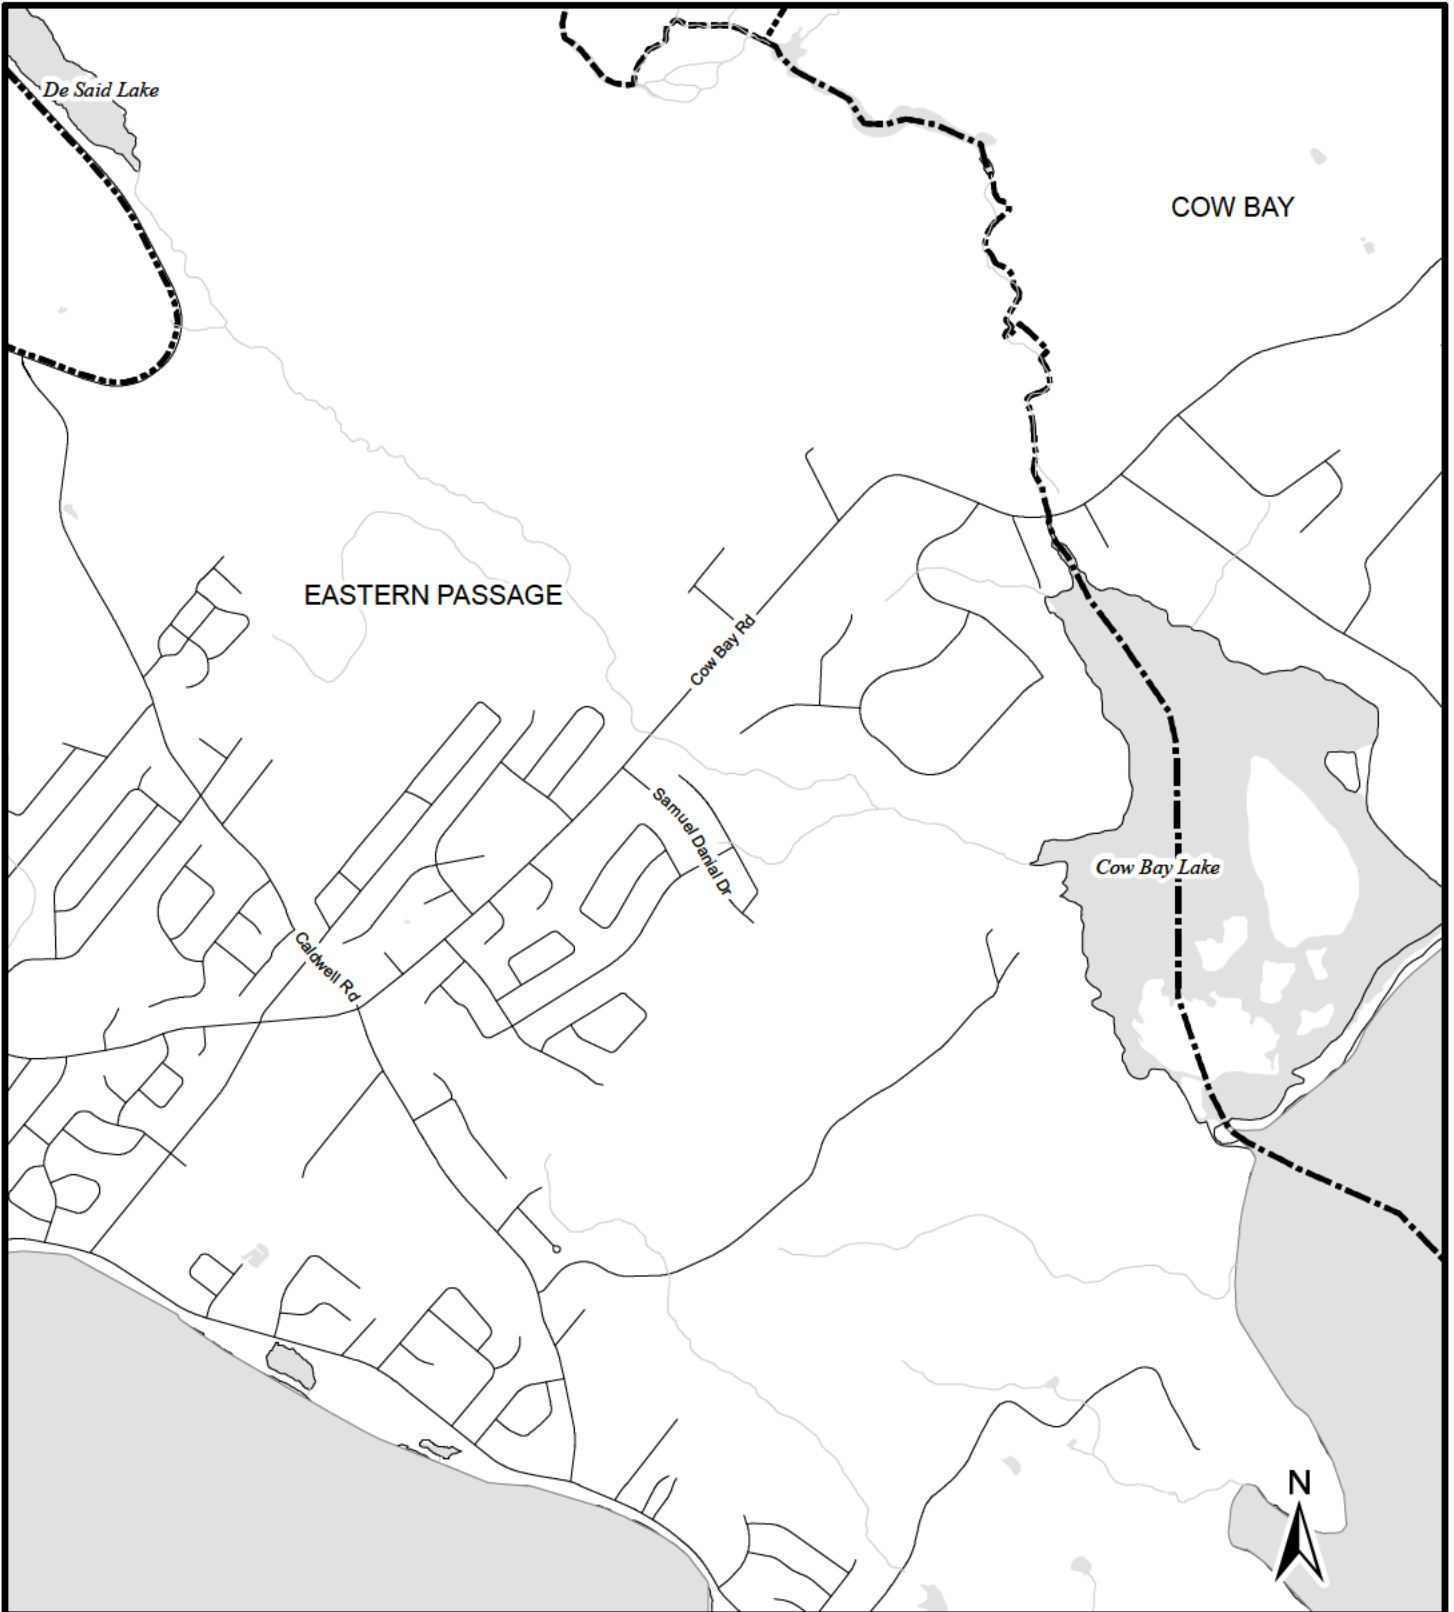 De Said Lake
COW BAY
EASTERN PASSAGE
Cow Bay Rd
Samuel Danial Dr
Cow Bay Lake
Caldwell Rd
N